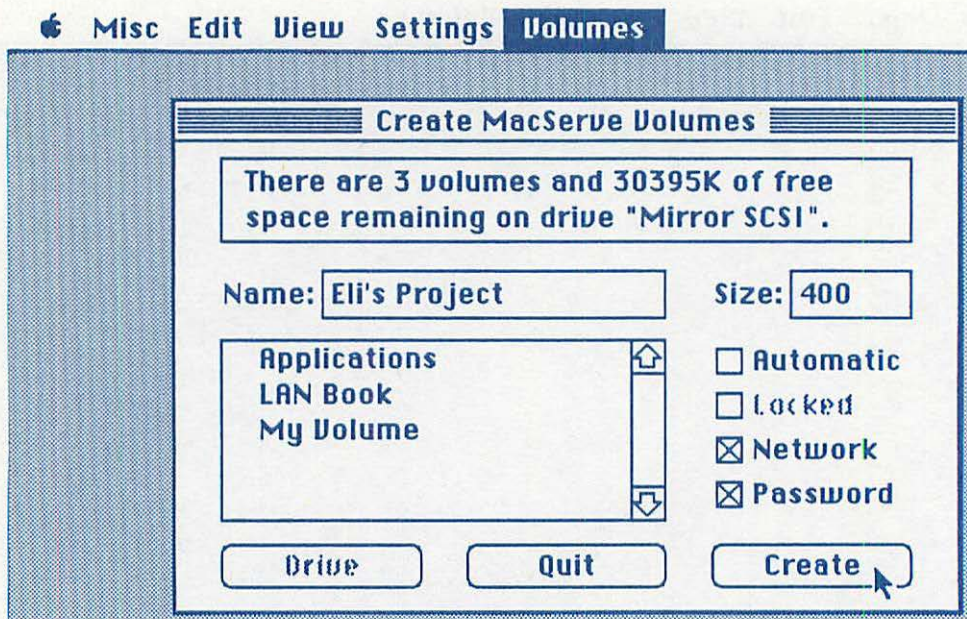 Misc Edit View Settings Volumes
Create MacServe Volumes
There are 3 volumes and 30395K of free
space remaining on drive "Mirror SCSI".
Name: Eli's Project Size: 400
Applications
LAN Book
My Volume
Automatic
Locked
Network
Password
Drive Quit Create